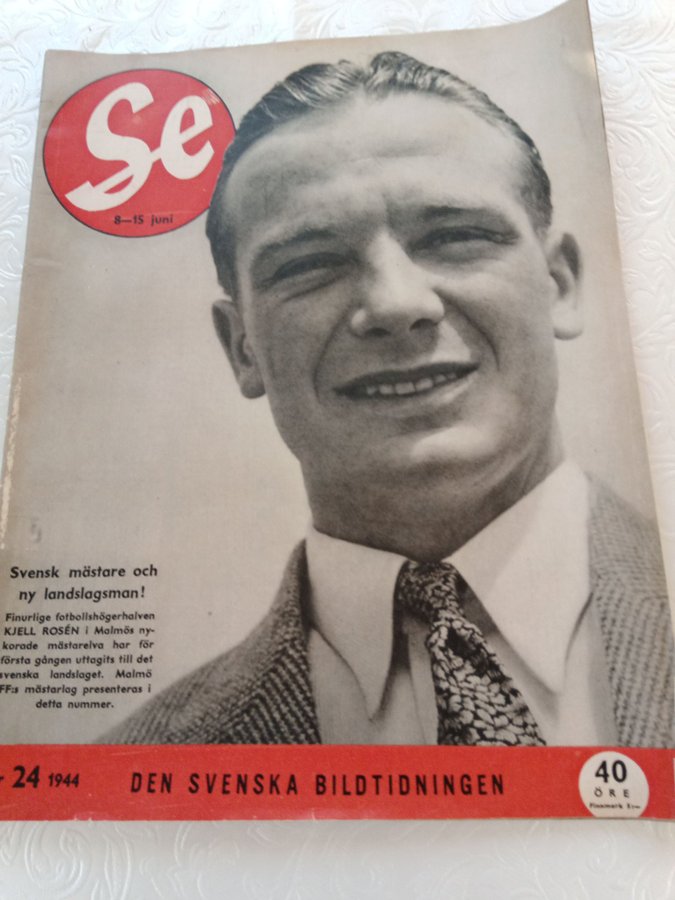 Se
8—15 juni
Svensk mästare och
ny landslagsman!
Finurlige fotbollshögerhalven
KJELL ROSÉN i Malmös ny-
korade mästarelva har för
första gången uttagits till det
svenska landslaget. Malmö
FF:s mästarlag presenteras i
detta nummer.
r 24 1944 DEN SVENSKA BILDTIDNINGEN
40
ÖRE
Finnmark